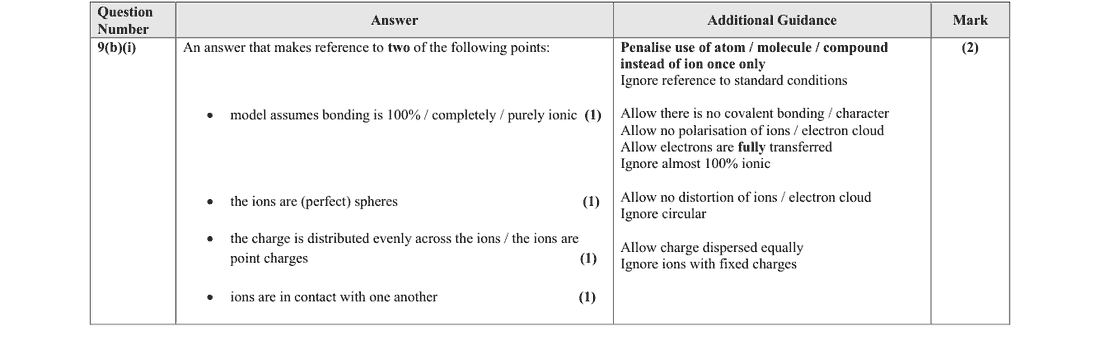 Question Number
Answer
Additional Guidance
Mark
9(b)(i)
An answer that makes reference to two of the following points:
Penalise use of atom / molecule / compound
instead of ion once only
Ignore reference to standard conditions
(2)
• model assumes bonding is 100% / completely / purely ionic (1)
Allow there is no covalent bonding / character
Allow no polarisation of ions / electron cloud
Allow electrons are fully transferred
Ignore almost 100% ionic
• the ions are (perfect) spheres (1)
Allow no distortion of ions / electron cloud
Ignore circular
• the charge is distributed evenly across the ions / the ions are
point charges (1)
Allow charge dispersed equally
Ignore ions with fixed charges
• ions are in contact with one another (1)